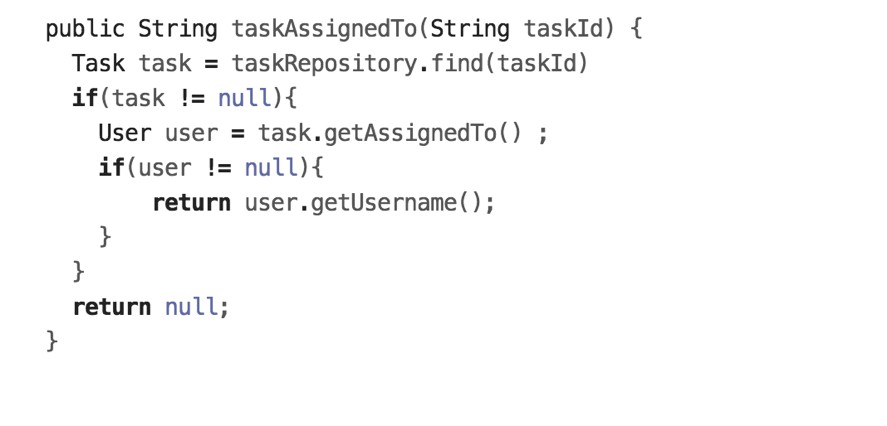 public String taskAssignedTo(String taskId) {
  Task task = taskRepository.find(taskId)
  if(task != null){
    User user = task.getAssignedTo() ;
    if(user != null){
        return user.getUsername();
    }
  }
  return null;
}